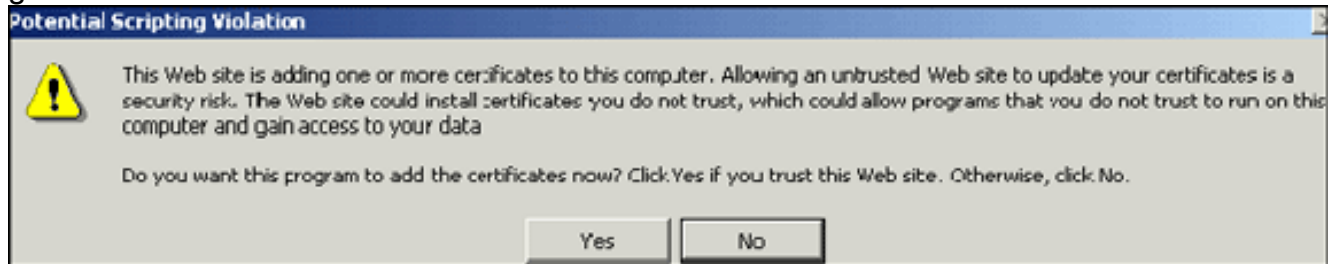 Potential Scripting Violation
This Web site is adding one or more certificates to this computer. Allowing an untrusted Web site to update your certificates is a
security risk. The Web site could install certificates you do not trust, which could allow programs that you do not trust to run on this
computer and gain access to your data
Do you want this program to add the certificates now? Click Yes if you trust this Web site. Otherwise, click No.
Yes No